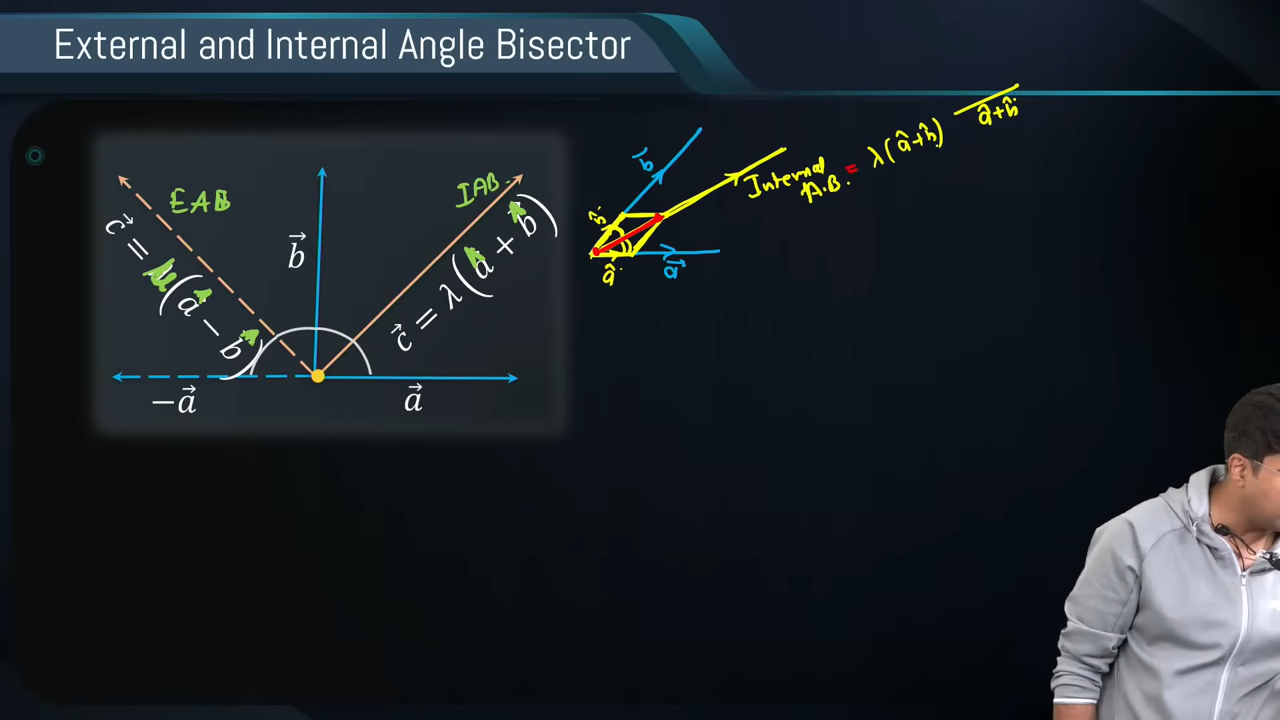 External and Internal Angle Bisector
EAB
IAB
c⃗ = μ(â − b̂)
b⃗
c⃗ = λ(â + b̂)
−a⃗
a⃗
b⃗
b̂
â
a⃗
Internal A.B. = λ(â+b̂)
â+b̂